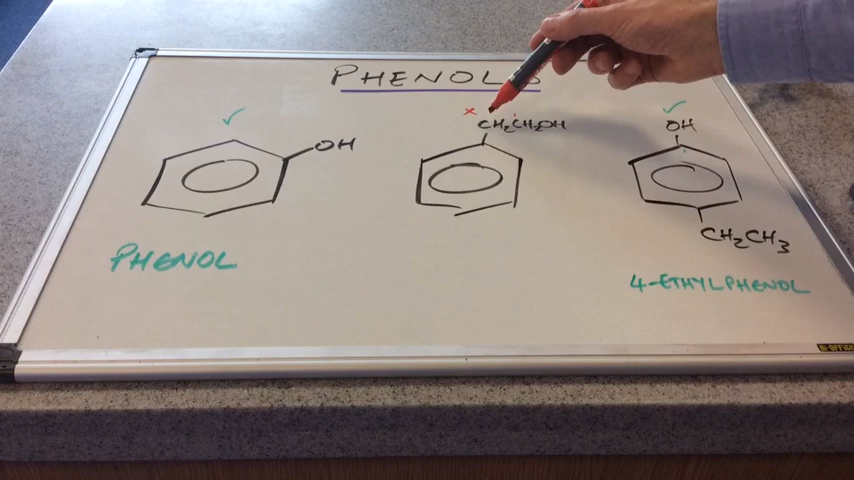 PHENOLS
OH
CH₂CH₂OH
OH
CH₂CH₃
PHENOL
4-ETHYLPHENOL